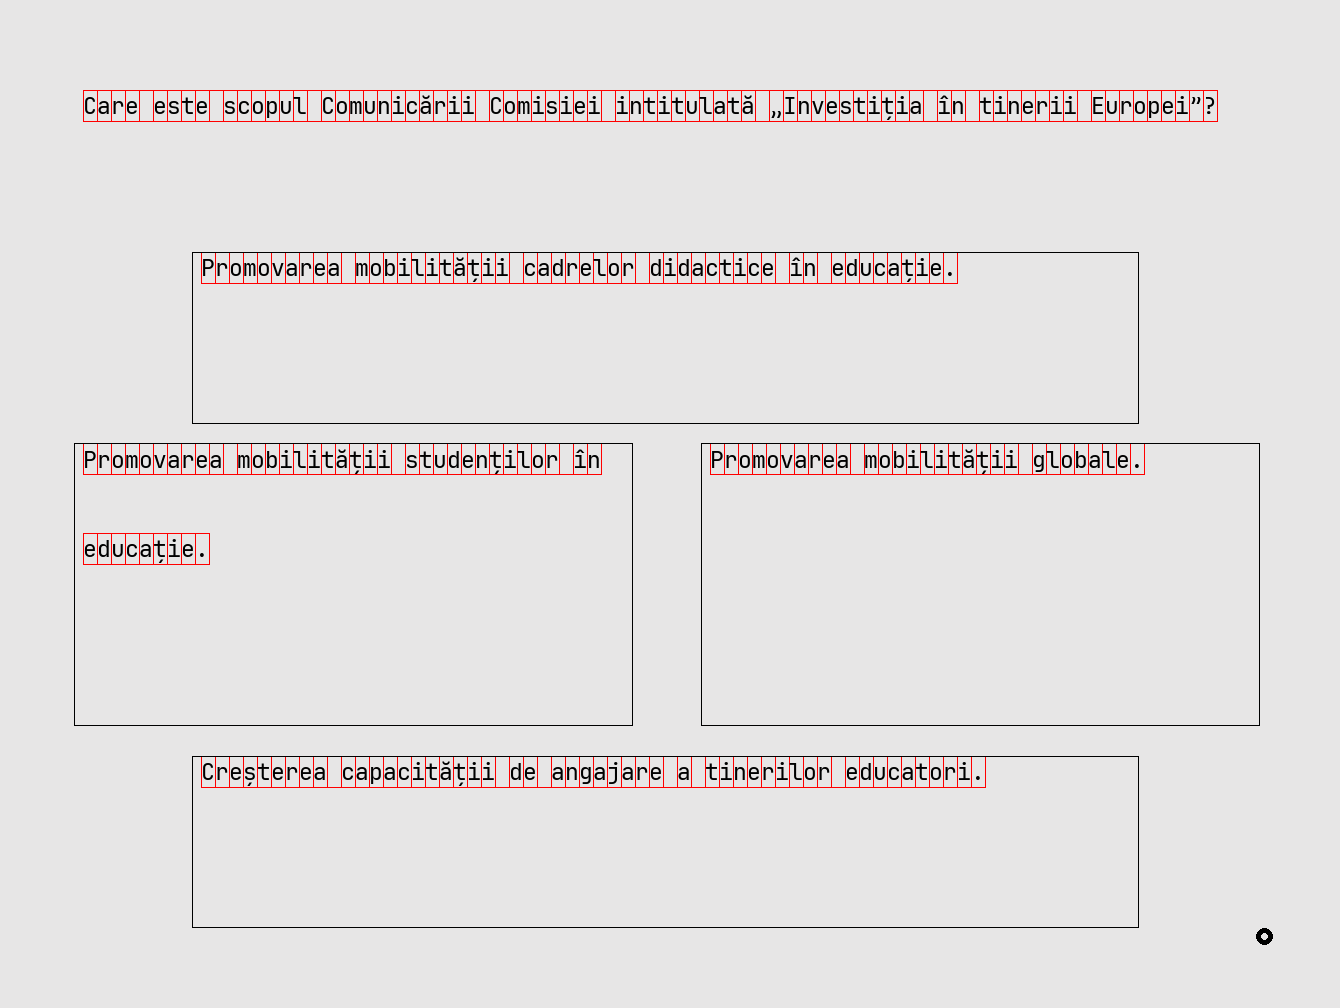 Care este scopul Comunicării Comisiei intitulată „Investiția în tinerii Europei”?
Promovarea mobilității cadrelor didactice în educație.
Promovarea mobilității studenților în
educație.
Promovarea mobilității globale.
Creșterea capacității de angajare a tinerilor educatori.